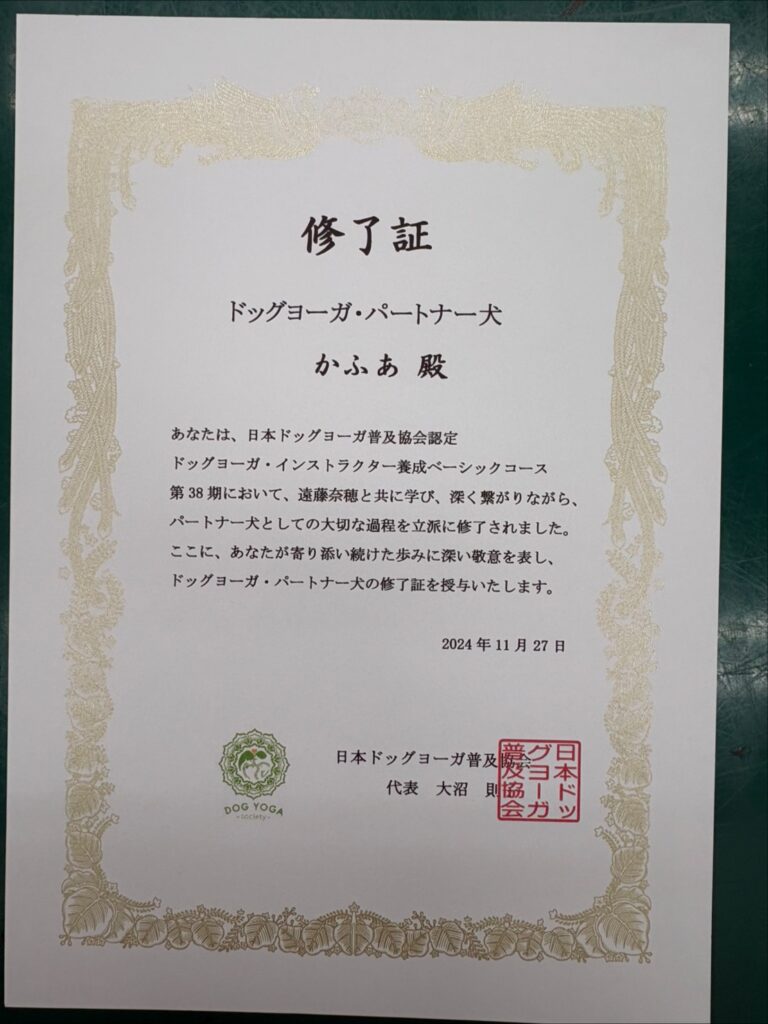 修了証
ドッグヨーガ・パートナー犬
かふあ 殿
あなたは、日本ドッグヨーガ普及協会認定
ドッグヨーガ・インストラクター養成ベーシックコース
第38期において、遠藤奈穂と共に学び、深く繋がりながら、
パートナー犬としての大切な過程を立派に修了されました。
ここに、あなたが寄り添い続けた歩みに深い敬意を表し、
ドッグヨーガ・パートナー犬の修了証を授与いたします。
2024年11月27日
日本ドッグヨーガ普及協会
代表 大沼 則
日本ドッグヨーガ普及協会
DOG YOGA
-society-